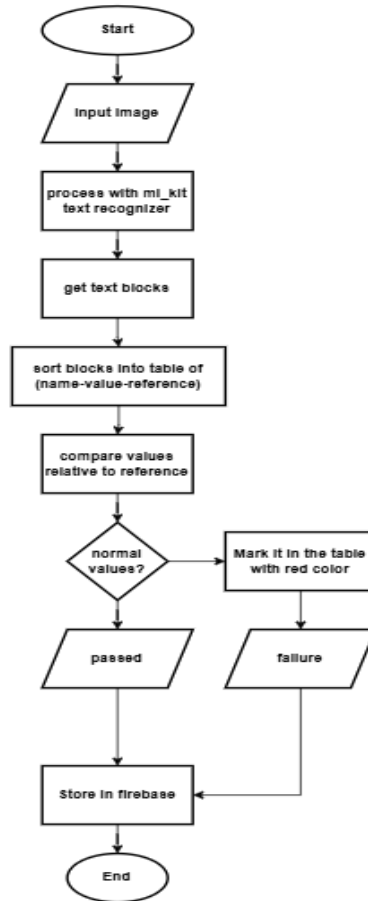 Start
input image
process with ml_kit
text recognizer
get text blocks
sort blocks into table of
(name-value-reference)
compare values
relative to reference
normal
values?
Mark it in the table
with red color
passed
failure
Store in firebase
End